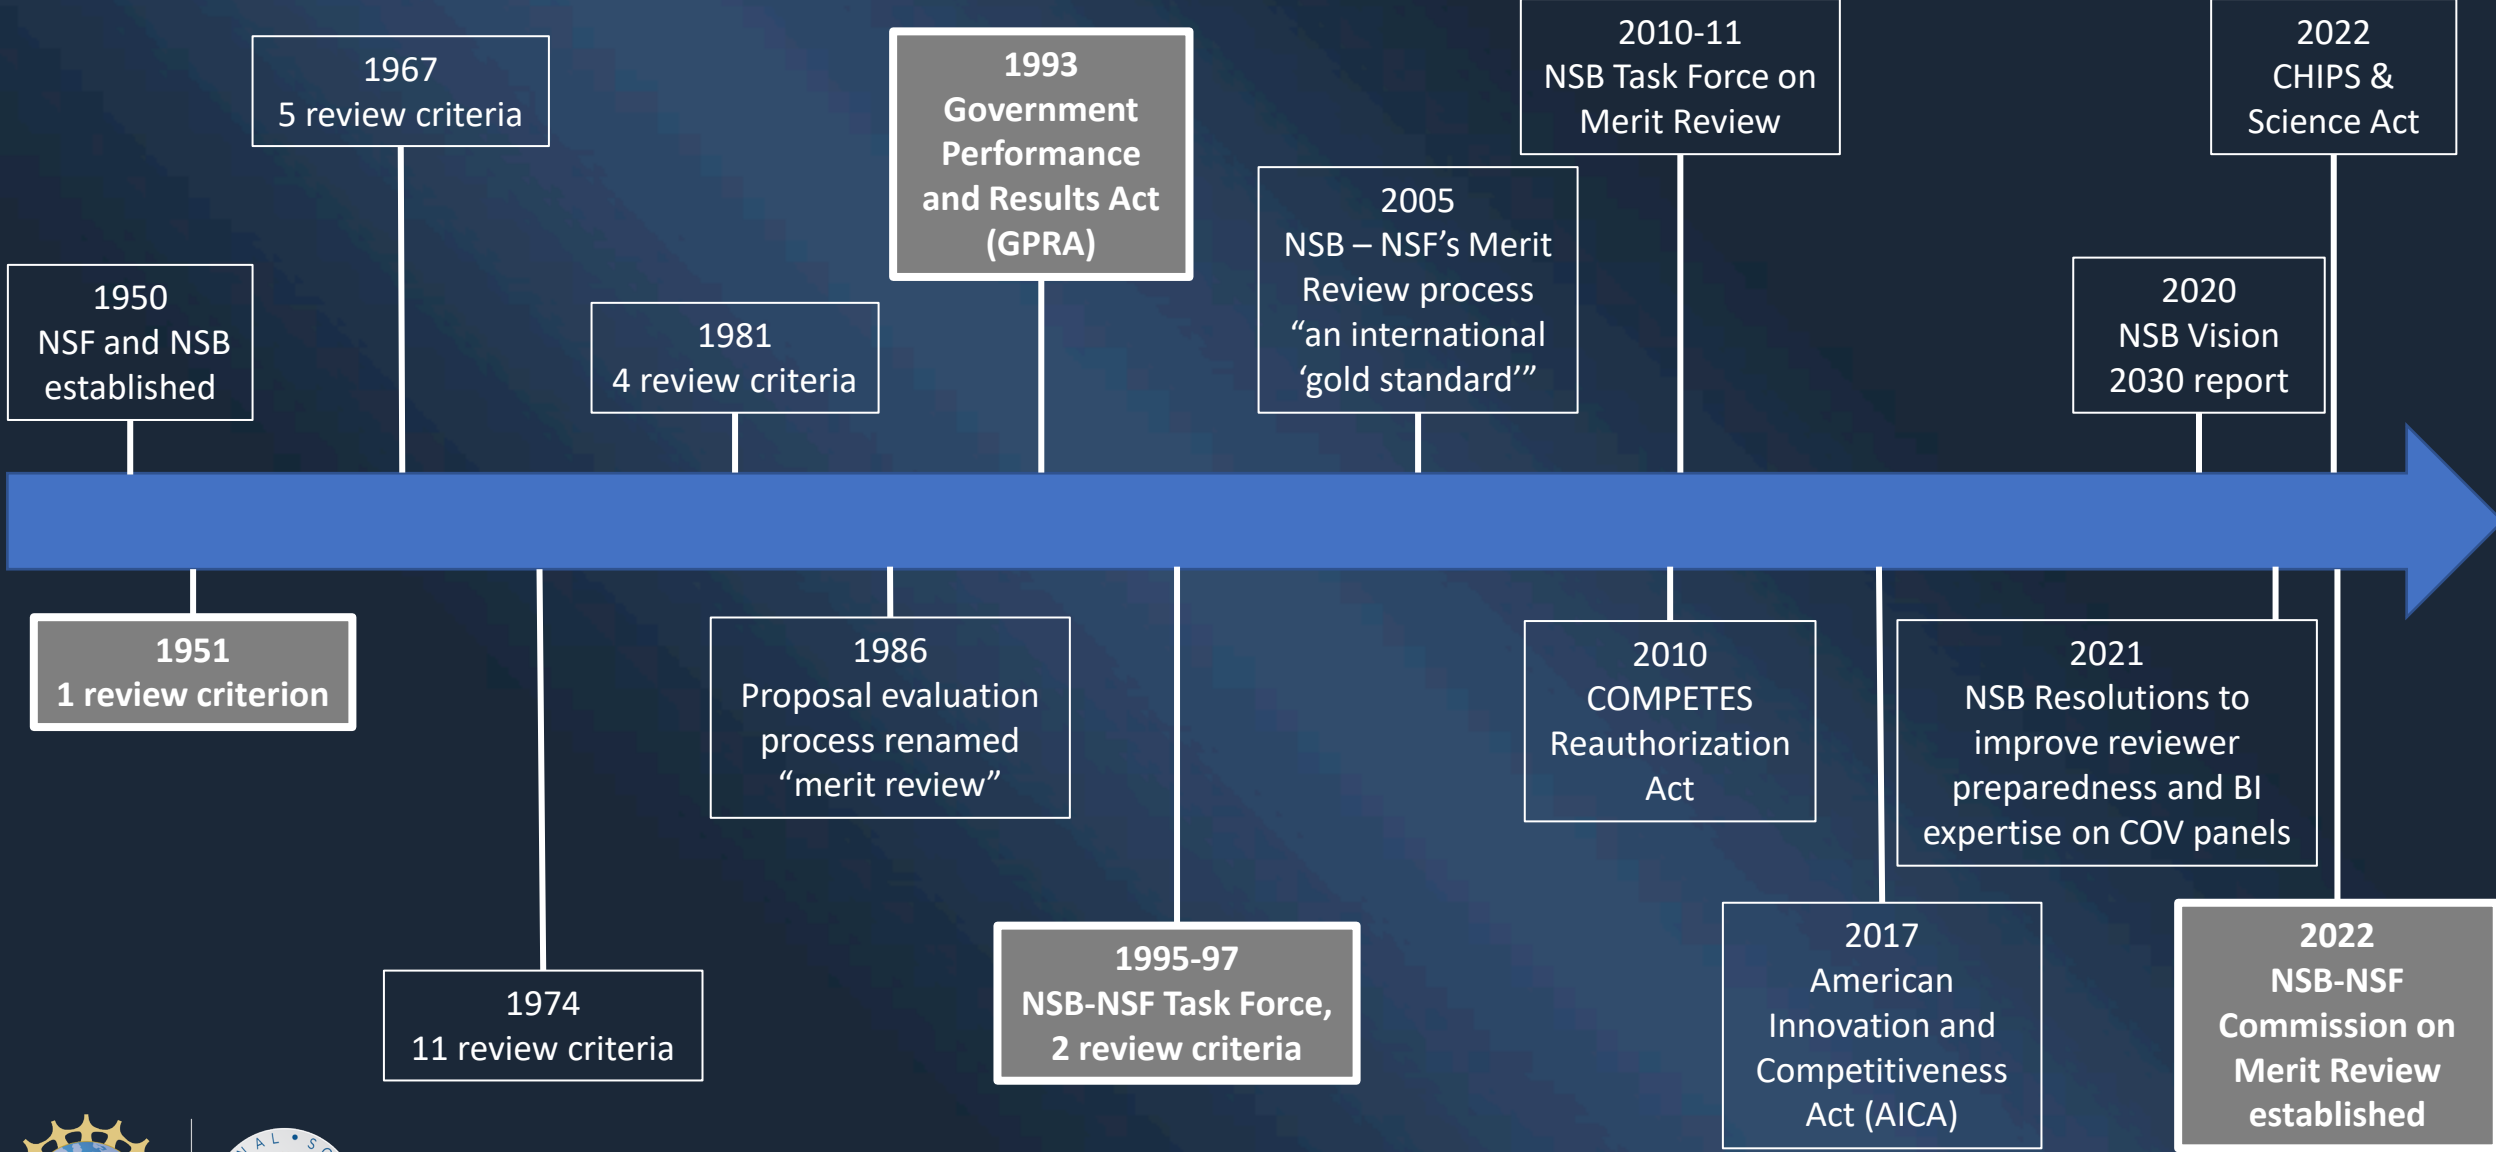 1950
NSF and NSB
established
1967
5 review criteria
1981
4 review criteria
1993
Government
Performance
and Results Act
(GPRA)
2005
NSB – NSF’s Merit
Review process
“an international
‘gold standard’”
2010-11
NSB Task Force on
Merit Review
2020
NSB Vision
2030 report
2022
CHIPS &
Science Act
1951
1 review criterion
1974
11 review criteria
1986
Proposal evaluation
process renamed
“merit review”
1995-97
NSB-NSF Task Force,
2 review criteria
2010
COMPETES
Reauthorization
Act
2017
American
Innovation and
Competitiveness
Act (AICA)
2021
NSB Resolutions to
improve reviewer
preparedness and BI
expertise on COV panels
2022
NSB-NSF
Commission on
Merit Review
established